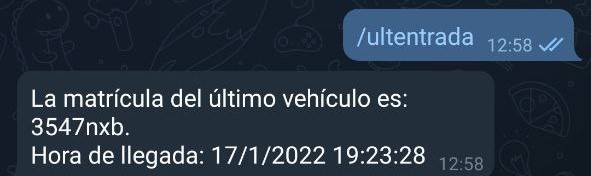 /ultentrada 12:58
La matrícula del último vehículo es:
3547nxb.
Hora de llegada: 17/1/2022 19:23:28 12:58